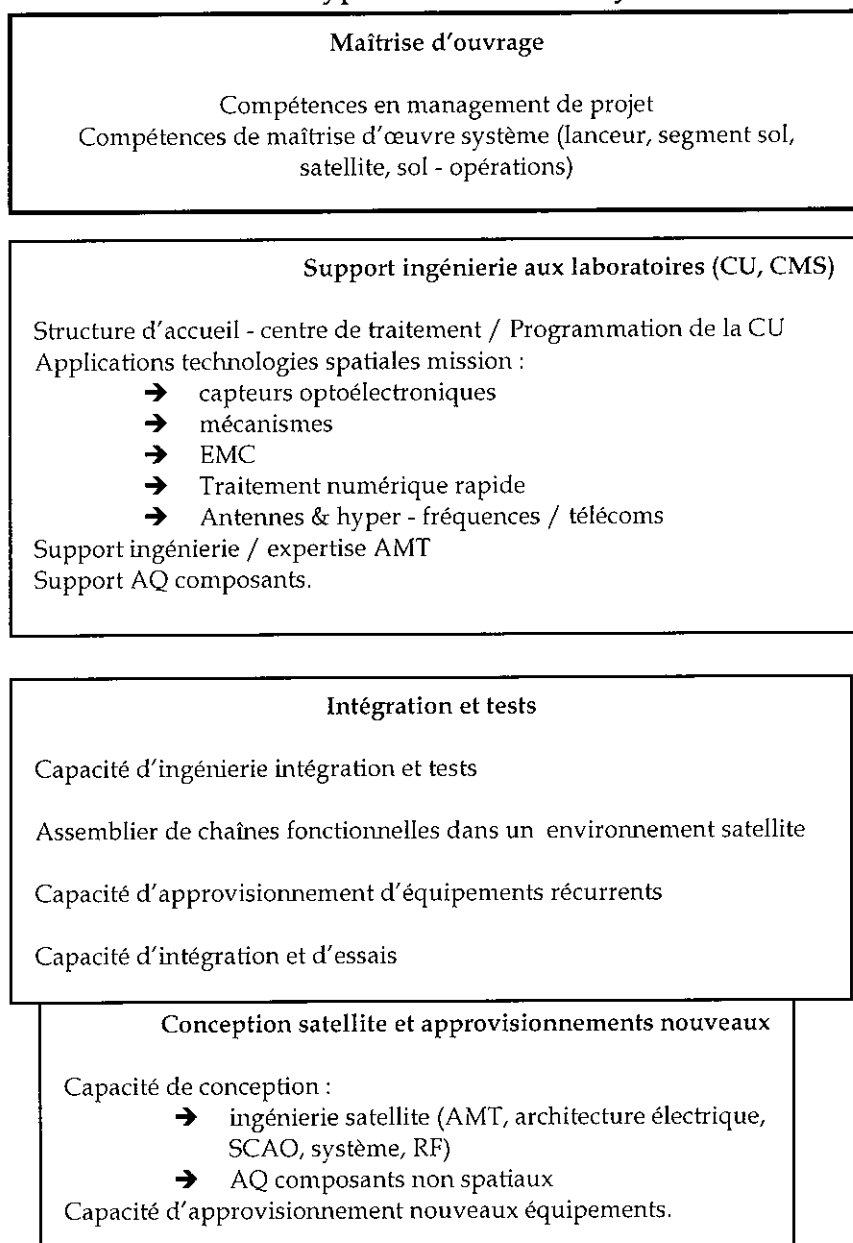 Maîtrise d'ouvrage
Compétences en management de projet
Compétences de maîtrise d'œuvre système (lanceur, segment sol,
satellite, sol - opérations)
Support ingénierie aux laboratoires (CU, CMS)
Structure d'accueil - centre de traitement / Programmation de la CU
Applications technologies spatiales mission :
➔ capteurs optoélectroniques
➔ mécanismes
➔ EMC
➔ Traitement numérique rapide
➔ Antennes & hyper - fréquences / télécoms
Support ingénierie / expertise AMT
Support AQ composants.
Intégration et tests
Capacité d'ingénierie intégration et tests
Assemblier de chaînes fonctionnelles dans un environnement satellite
Capacité d'approvisionnement d'équipements récurrents
Capacité d'intégration et d'essais
Conception satellite et approvisionnements nouveaux
Capacité de conception :
➔ ingénierie satellite (AMT, architecture électrique,
SCAO, système, RF)
➔ AQ composants non spatiaux
Capacité d'approvisionnement nouveaux équipements.